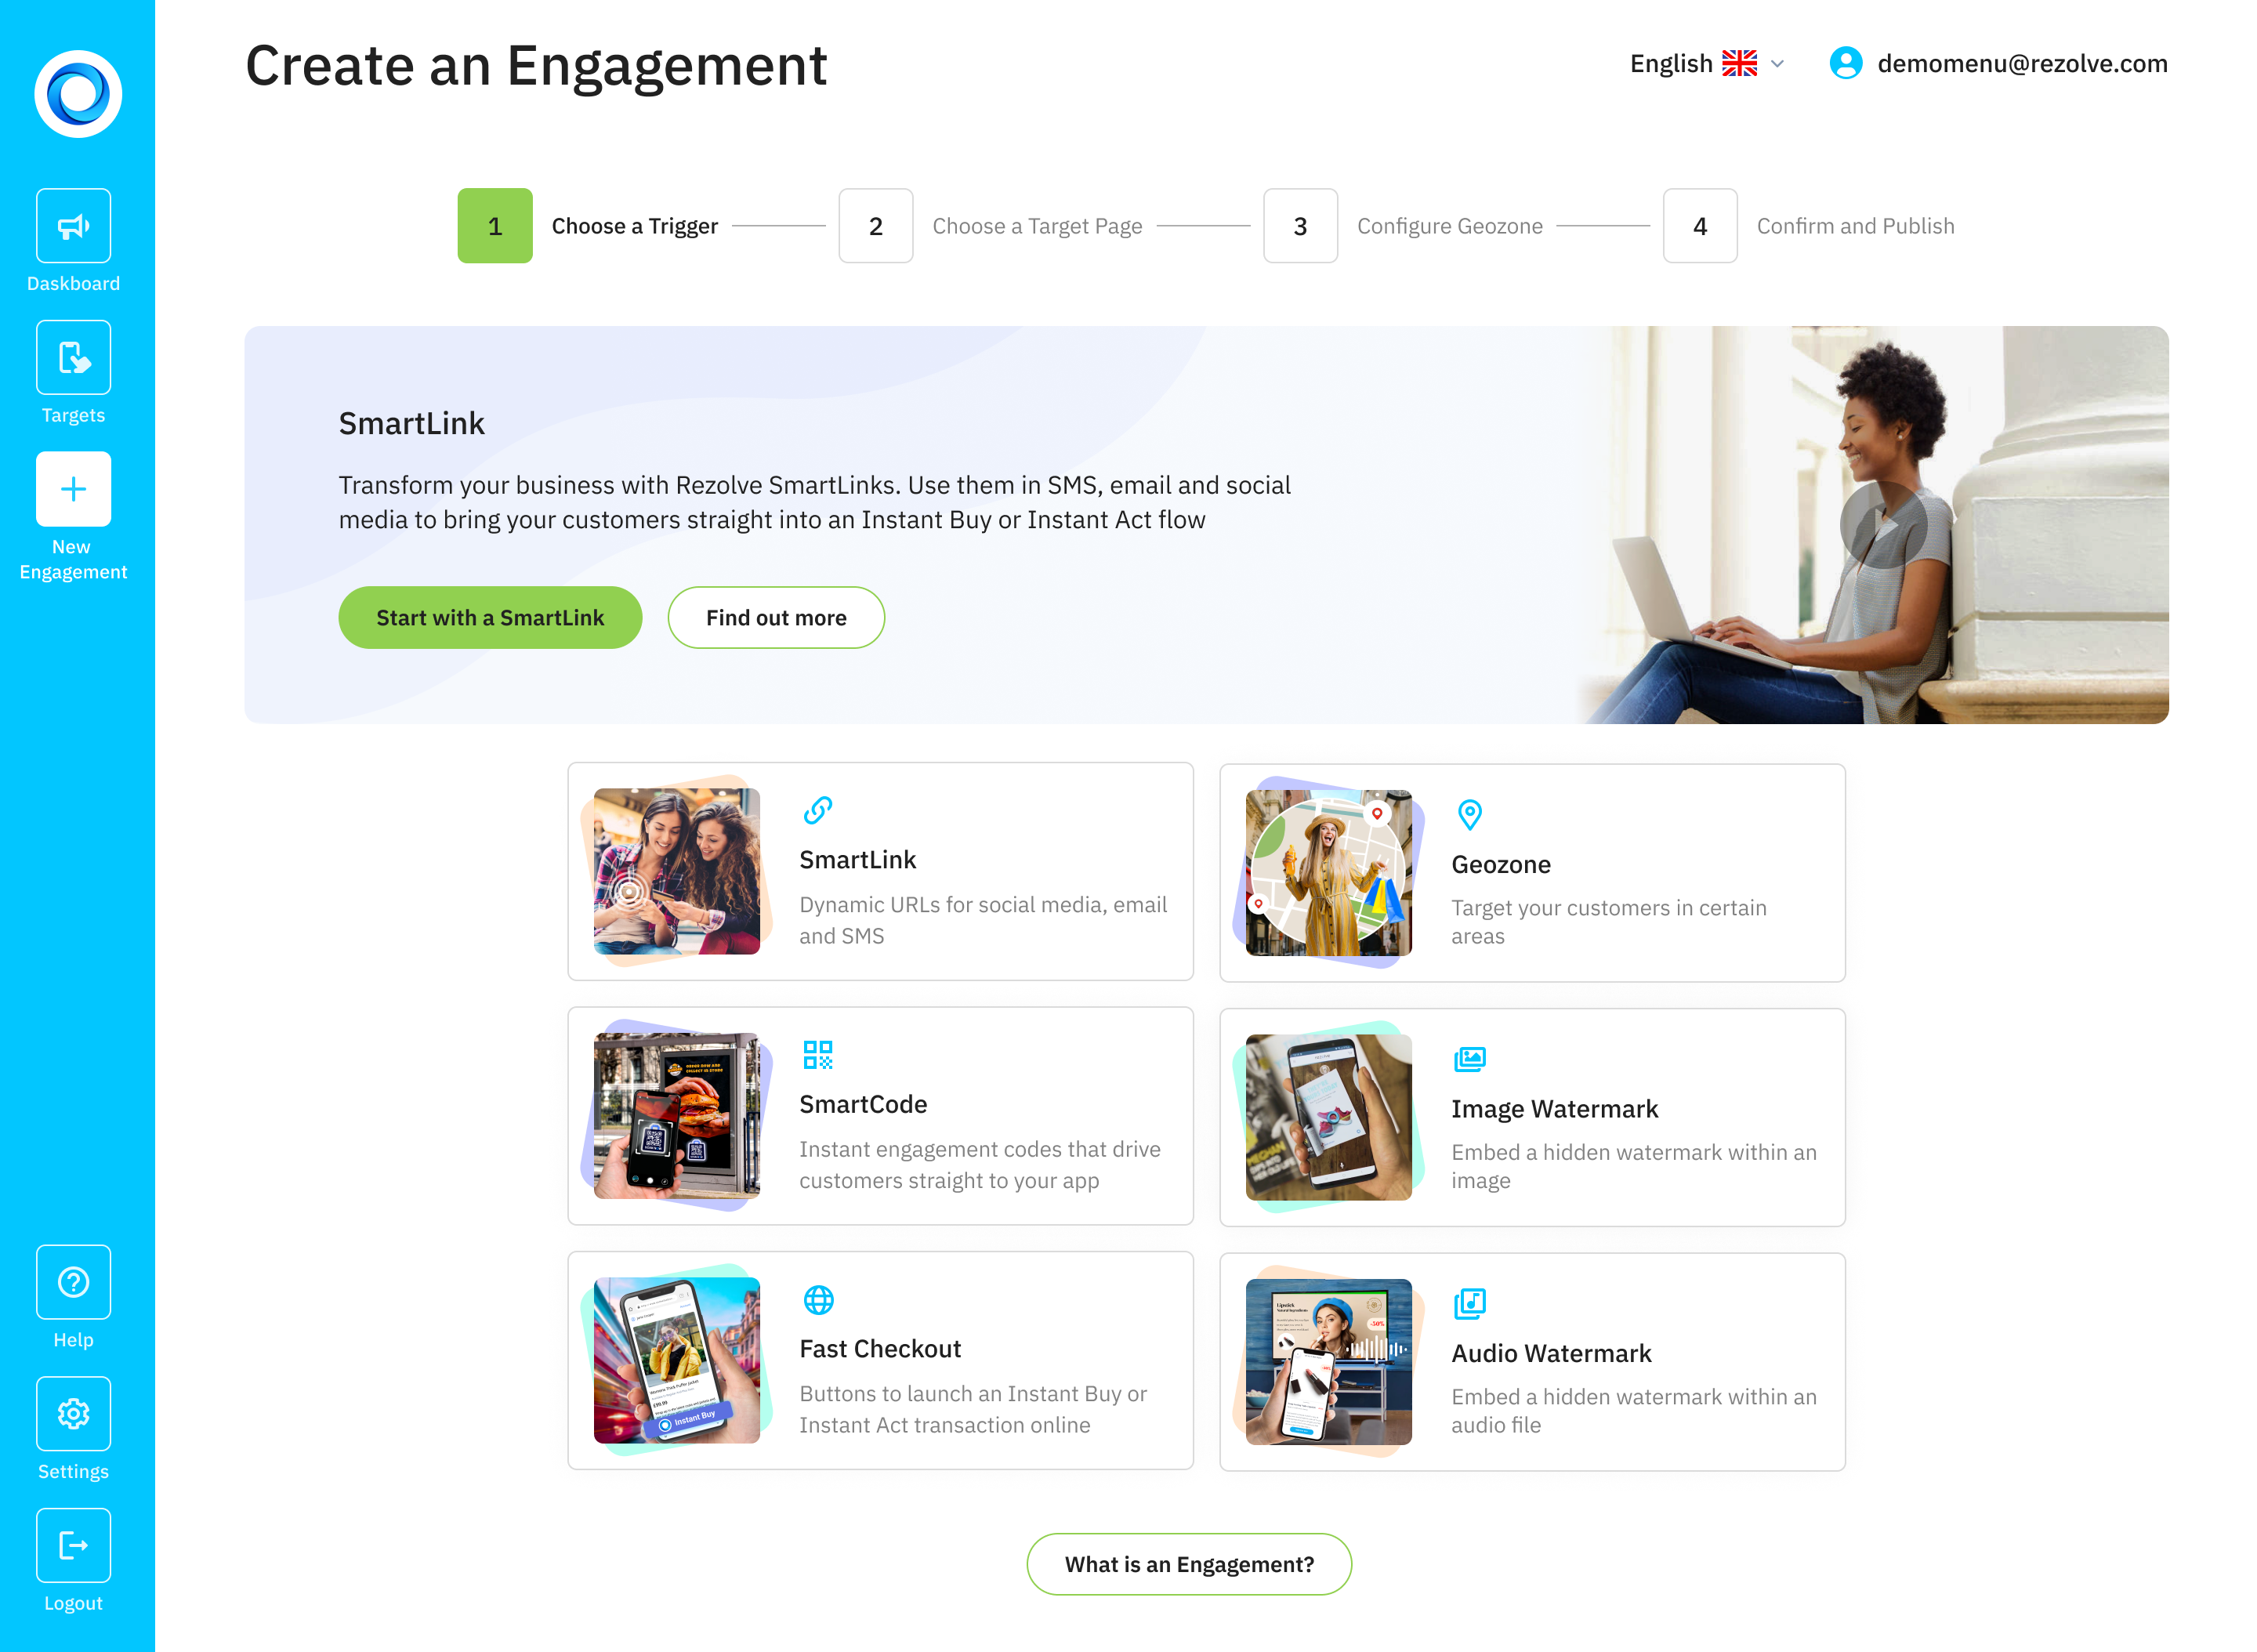 Create an Engagement
English
demomenu@rezolve.com
Daskboard
Targets
New
Engagement
Help
Settings
Logout
1 Choose a Trigger
2 Choose a Target Page
3 Configure Geozone
4 Confirm and Publish
SmartLink
Transform your business with Rezolve SmartLinks. Use them in SMS, email and social
media to bring your customers straight into an Instant Buy or Instant Act flow
Start with a SmartLink
Find out more
SmartLink
Dynamic URLs for social media, email
and SMS
Geozone
Target your customers in certain
areas
SmartCode
Instant engagement codes that drive
customers straight to your app
Image Watermark
Embed a hidden watermark within an
image
Instant Buy
Fast Checkout
Buttons to launch an Instant Buy or
Instant Act transaction online
Lipstick
-50%
Audio Watermark
Embed a hidden watermark within an
audio file
What is an Engagement?